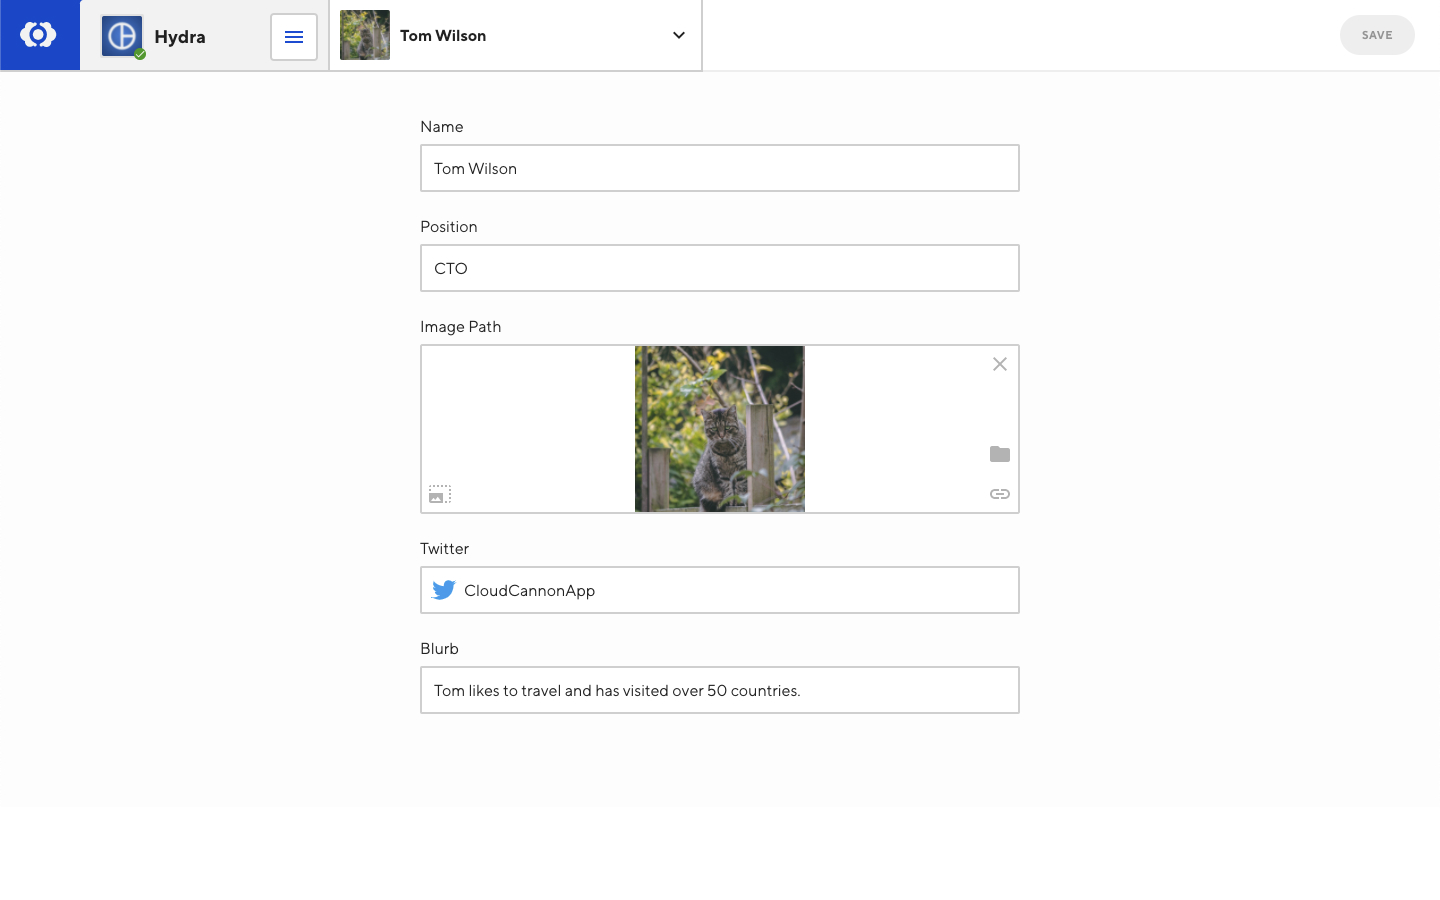 Hydra
Tom Wilson
SAVE
Name
Tom Wilson
Position
CTO
Image Path
Twitter
CloudCannonApp
Blurb
Tom likes to travel and has visited over 50 countries.